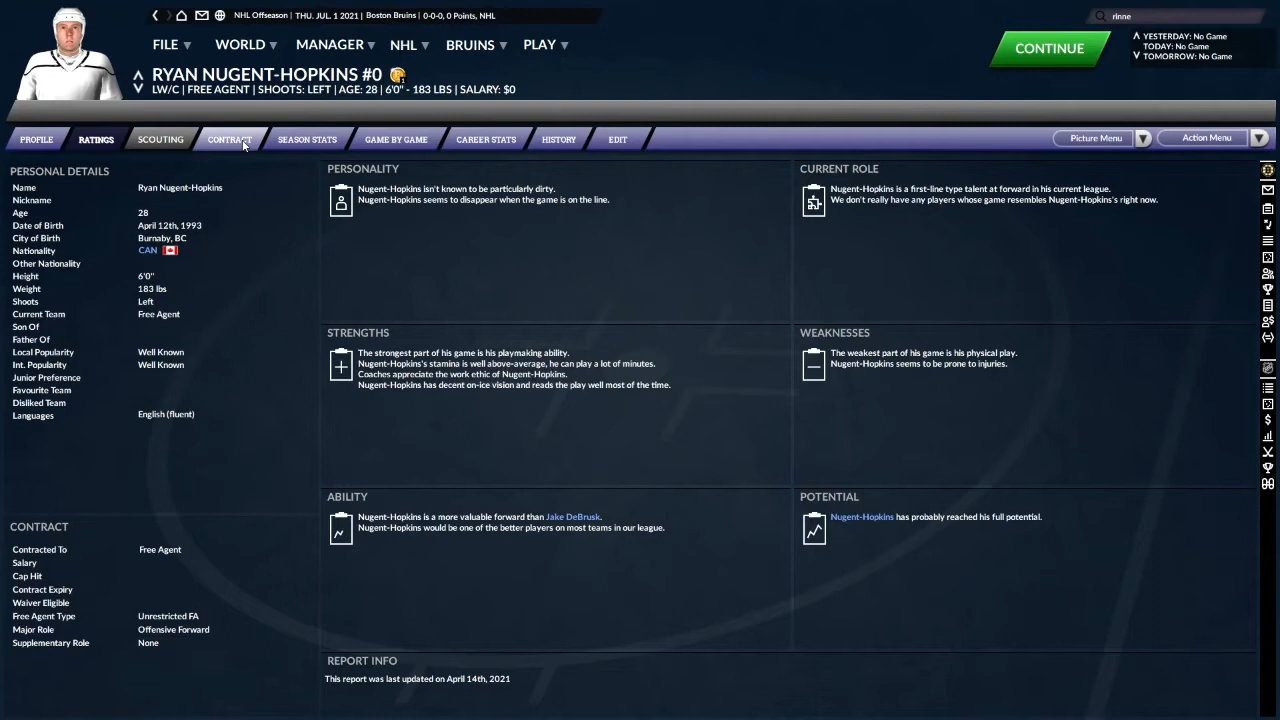 NHL Offseason | THU. JUL. 1 2021 | Boston Bruins | 0-0-0, 0 Points, NHL
rinne
FILE WORLD MANAGER NHL BRUINS PLAY
CONTINUE
YESTERDAY: No Game
TODAY: No Game
TOMORROW: No Game
RYAN NUGENT-HOPKINS #0
LW/C | FREE AGENT | SHOOTS: LEFT | AGE: 28 | 6'0" - 183 LBS | SALARY: $0
PROFILE RATINGS SCOUTING CONTRACT SEASON STATS GAME BY GAME CAREER STATS HISTORY EDIT
Picture Menu Action Menu
PERSONAL DETAILS
Name Ryan Nugent-Hopkins
Nickname
Age 28
Date of Birth April 12th, 1993
City of Birth Burnaby, BC
Nationality CAN
Other Nationality
Height 6'0"
Weight 183 lbs
Shoots Left
Current Team Free Agent
Son Of
Father Of
Local Popularity Well Known
Int. Popularity Well Known
Junior Preference
Favourite Team
Disliked Team
Languages English (fluent)
CONTRACT
Contracted To Free Agent
Salary
Cap Hit
Contract Expiry
Waiver Eligible
Free Agent Type Unrestricted FA
Major Role Offensive Forward
Supplementary Role None
PERSONALITY
Nugent-Hopkins isn't known to be particularly dirty.
Nugent-Hopkins seems to disappear when the game is on the line.
CURRENT ROLE
Nugent-Hopkins is a first-line type talent at forward in his current league.
We don't really have any players whose game resembles Nugent-Hopkins's right now.
STRENGTHS
The strongest part of his game is his playmaking ability.
Nugent-Hopkins's stamina is well above-average, he can play a lot of minutes.
Coaches appreciate the work ethic of Nugent-Hopkins.
Nugent-Hopkins has decent on-ice vision and reads the play well most of the time.
WEAKNESSES
The weakest part of his game is his physical play.
Nugent-Hopkins seems to be prone to injuries.
ABILITY
Nugent-Hopkins is a more valuable forward than Jake DeBrusk.
Nugent-Hopkins would be one of the better players on most teams in our league.
POTENTIAL
Nugent-Hopkins has probably reached his full potential.
REPORT INFO
This report was last updated on April 14th, 2021